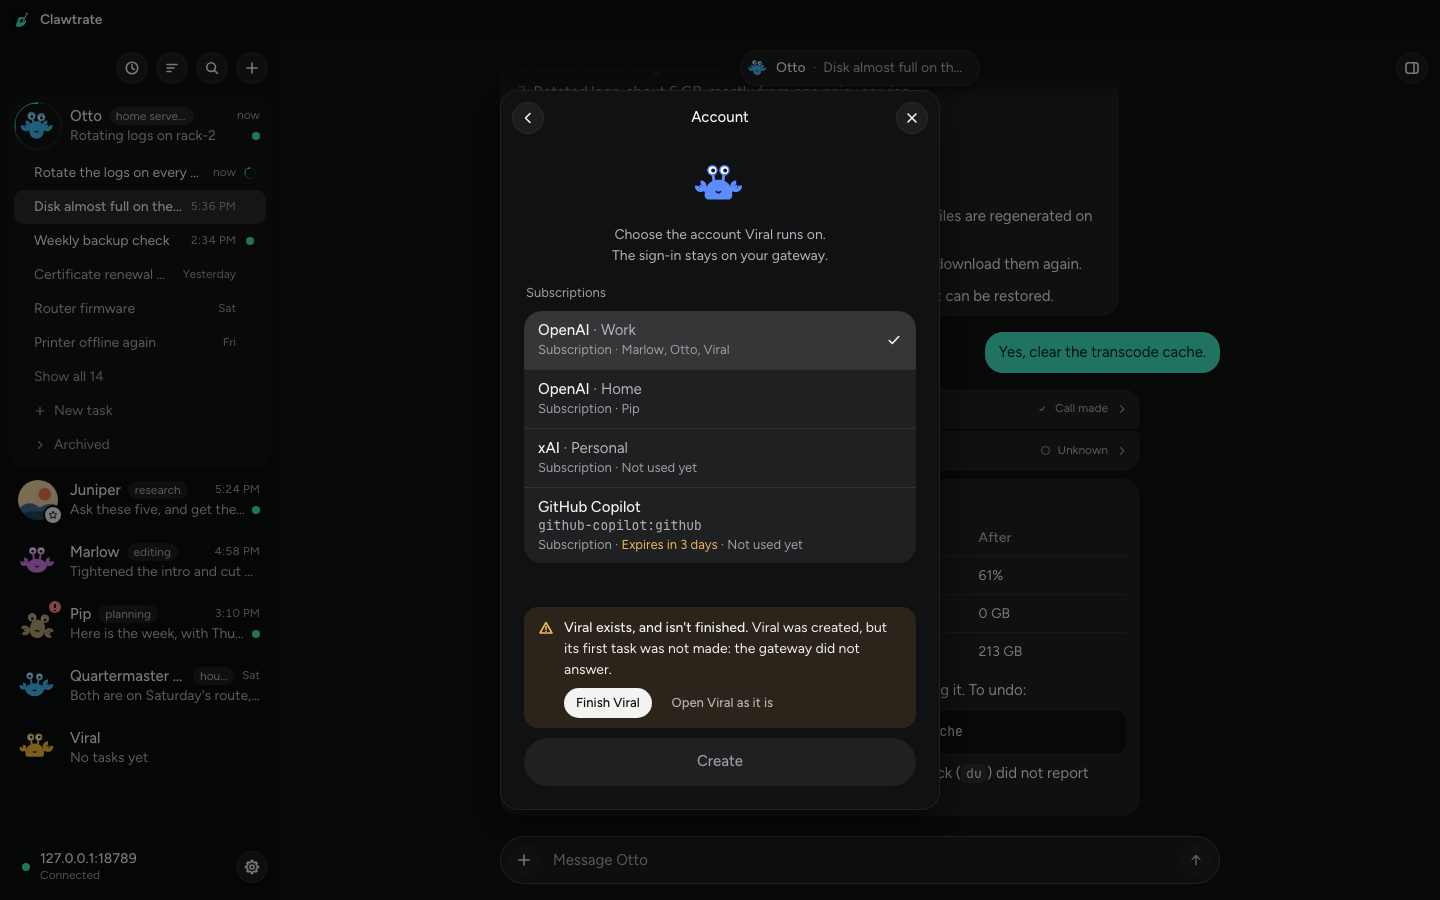 Clawtrate
Otto home serve... now
Rotating logs on rack-2
Rotate the logs on every ... now
Disk almost full on the... 5:36 PM
Weekly backup check 2:34 PM
Certificate renewal ... Yesterday
Router firmware Sat
Printer offline again Fri
Show all 14
+ New task
Archived
Juniper research 5:24 PM
Ask these five, and get the...
Marlow editing 4:58 PM
Tightened the intro and cut ...
Pip planning 3:10 PM
Here is the week, with Thu...
Quartermaster ... hou... Sat
Both are on Saturday's route,...
Viral
No tasks yet
127.0.0.1:18789
Connected
Otto · Disk almost full on th...
Account
Choose the account Viral runs on.
The sign-in stays on your gateway.
Subscriptions
OpenAI · Work
Subscription · Marlow, Otto, Viral
OpenAI · Home
Subscription · Pip
xAI · Personal
Subscription · Not used yet
GitHub Copilot
github-copilot:github
Subscription · Expires in 3 days · Not used yet
Viral exists, and isn't finished. Viral was created, but
its first task was not made: the gateway did not
answer.
Finish Viral Open Viral as it is
Create
iles are regenerated on
download them again.
can be restored.
Yes, clear the transcode cache.
Call made
Unknown
After
61%
0 GB
213 GB
g it. To undo:
che
ck ( du ) did not report
Message Otto